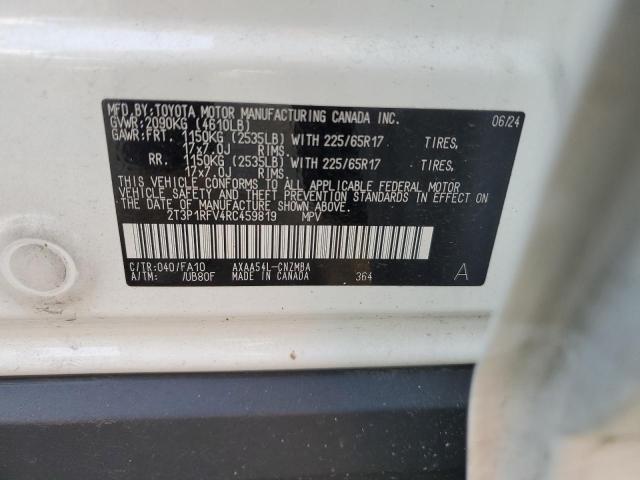 MFD.BY:TOYOTA MOTOR MANUFACTURING CANADA INC. 06/24
GVWR:2090KG (4610LB)
GAWR:FRT. 1150KG (2535LB) WITH 225/65R17 TIRES,
17x7.0J RIMS.
RR. 1150KG (2535LB) WITH 225/65R17 TIRES,
17x7.0J RIMS.
THIS VEHICLE CONFORMS TO ALL APPLICABLE FEDERAL MOTOR
VEHICLE SAFETY AND THEFT PREVENTION STANDARDS IN EFFECT ON
THE DATE OF MANUFACTURE SHOWN ABOVE.
2T3P1RFV4RC459819 MPV
C/TR:040/FA10 AXAA54L-CNZMBA 364 A
A/TM: /UB80F MADE IN CANADA